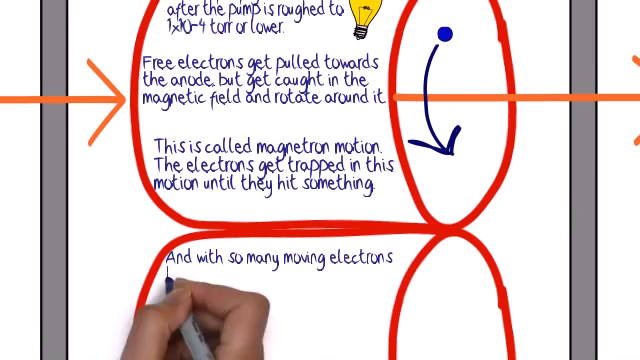 after the pump is roughed to
1x10-4 torr or lower.
Free electrons get pulled towards
the anode, but get caught in the
magnetic field and rotate around it.
This is called magnetron motion.
The electrons get trapped in this
motion until they hit something.
And with so many moving electrons